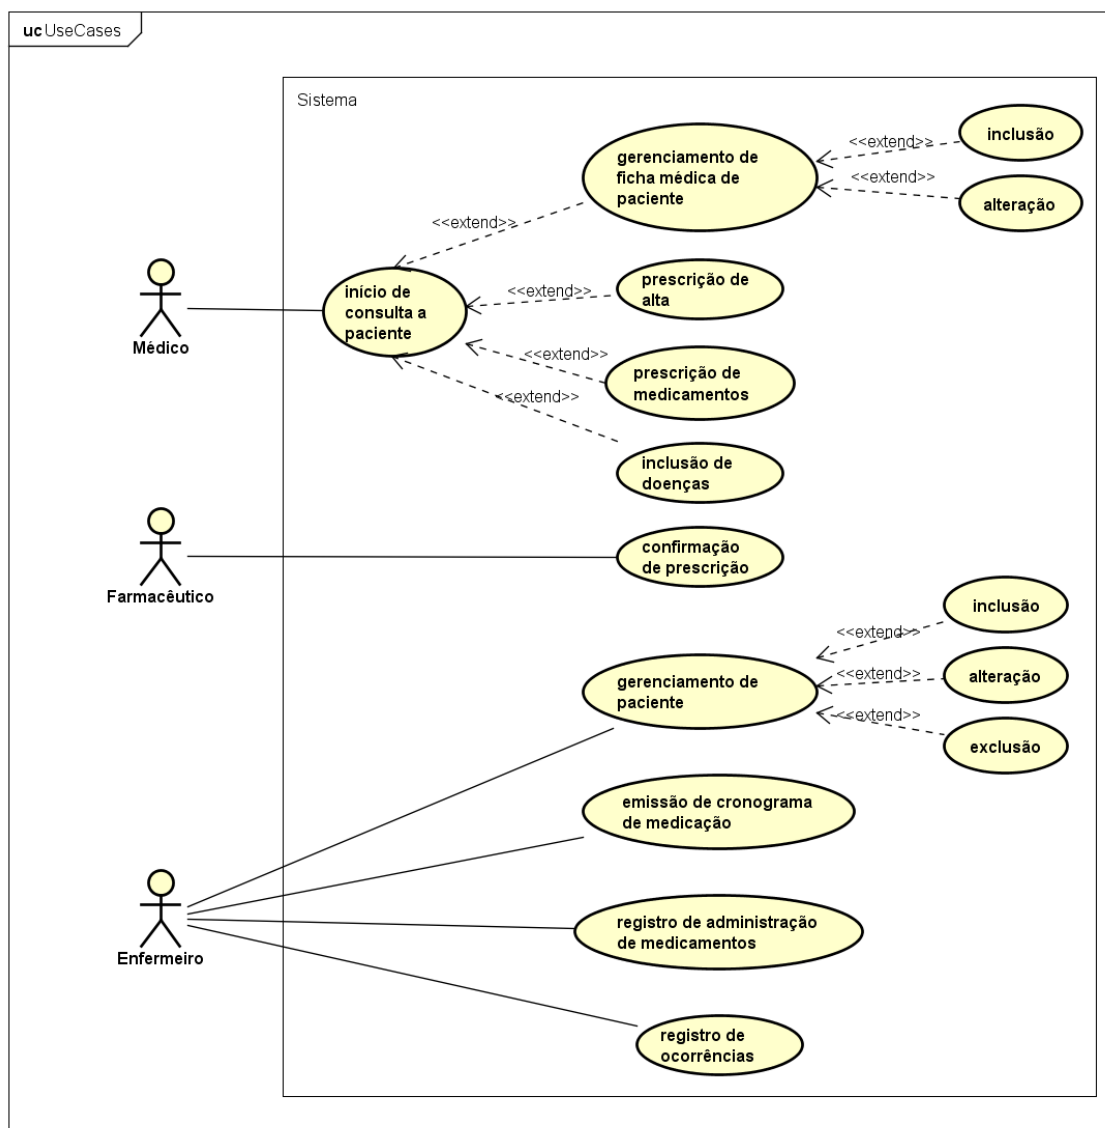 uc UseCases
Sistema
inclusão
<<extend>>
gerenciamento de
ficha médica de
paciente
<<extend>>
alteração
<<extend>>
prescrição de
alta
<<extend>>
início de
consulta a
paciente
Médico
<<extend>>
prescrição de
medicamentos
<<extend>>
inclusão de
doenças
confirmação
de prescrição
Farmacêutico
inclusão
<<extend>>
gerenciamento de
paciente
<<extend>>
alteração
<<extend>>
exclusão
emissão de cronograma
de medicação
registro de administração
de medicamentos
Enfermeiro
registro de
ocorrências